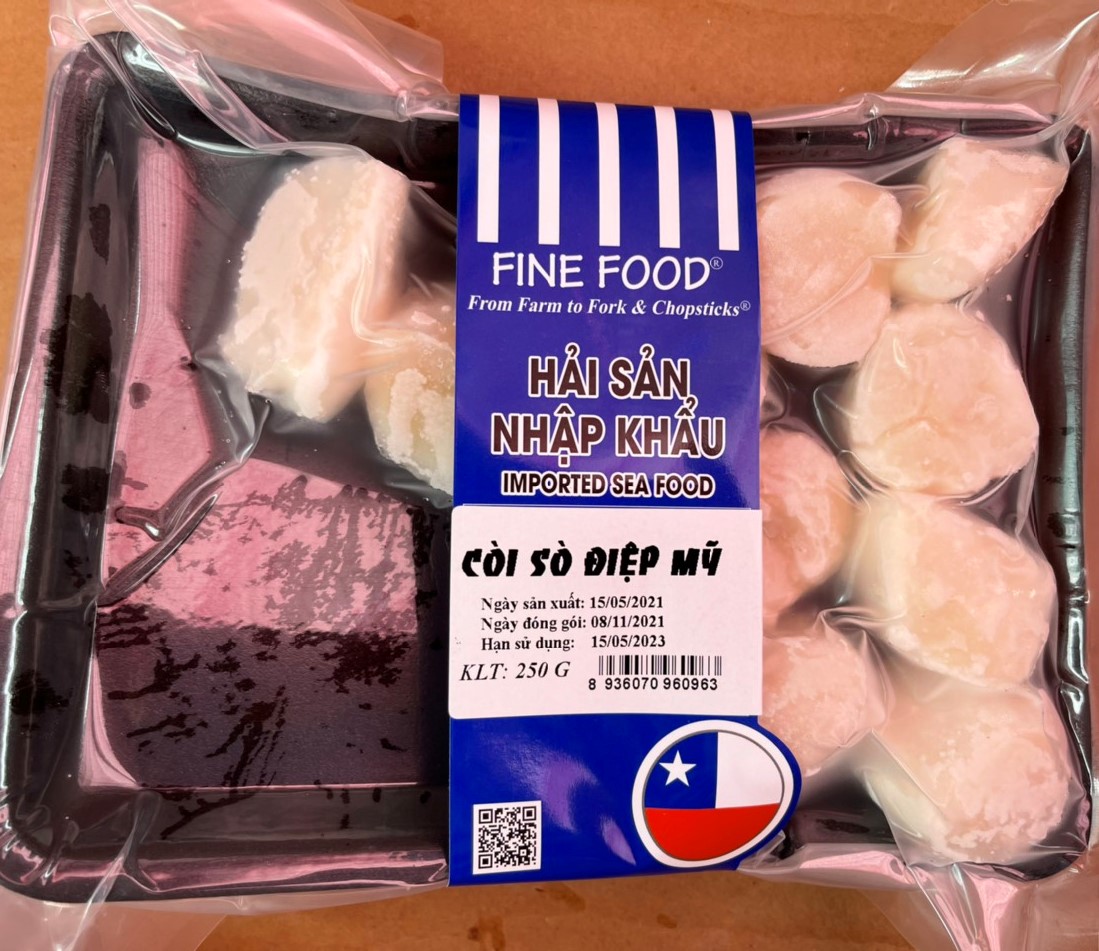 FINE FOOD®
From Farm to Fork & Chopsticks®
HẢI SẢN
NHẬP KHẨU
IMPORTED SEA FOOD
CÒI SÒ ĐIỆP MỸ
Ngày sản xuất: 15/05/2021
Ngày đóng gói: 08/11/2021
Hạn sử dụng: 15/05/2023
KLT: 250 G
8 936070 960963